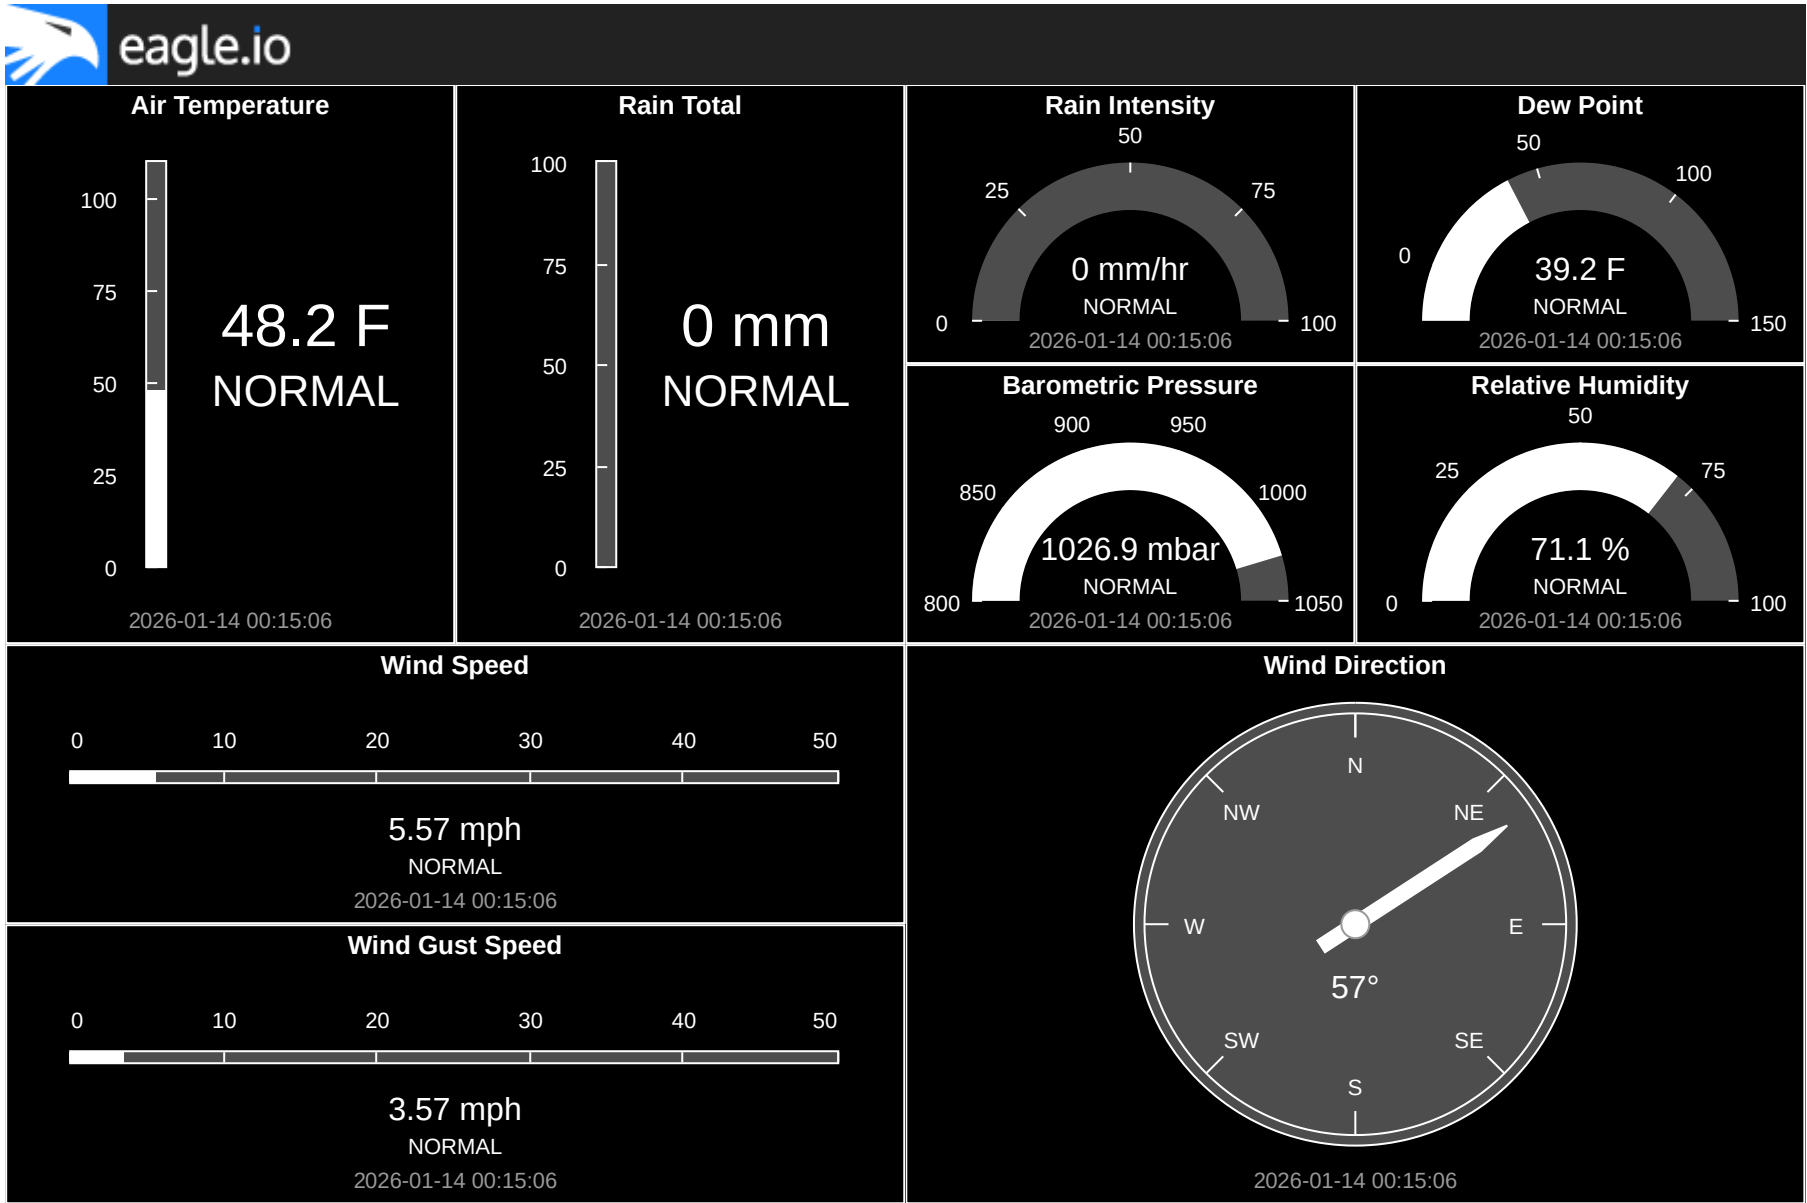 eagle.io
Air Temperature
100
75
50
25
0
48.2 F
NORMAL
2026-01-14 00:15:06
Rain Total
100
75
50
25
0
0 mm
NORMAL
2026-01-14 00:15:06
Rain Intensity
50
25
75
0
100
0 mm/hr
NORMAL
2026-01-14 00:15:06
Dew Point
50
100
0
150
39.2 F
NORMAL
2026-01-14 00:15:06
Barometric Pressure
900
950
850
1000
800
1050
1026.9 mbar
NORMAL
2026-01-14 00:15:06
Relative Humidity
50
25
75
0
100
71.1 %
NORMAL
2026-01-14 00:15:06
Wind Speed
0 10 20 30 40 50
5.57 mph
NORMAL
2026-01-14 00:15:06
Wind Gust Speed
0 10 20 30 40 50
3.57 mph
NORMAL
2026-01-14 00:15:06
Wind Direction
N
NW
NE
W
E
57°
SW
SE
S
2026-01-14 00:15:06